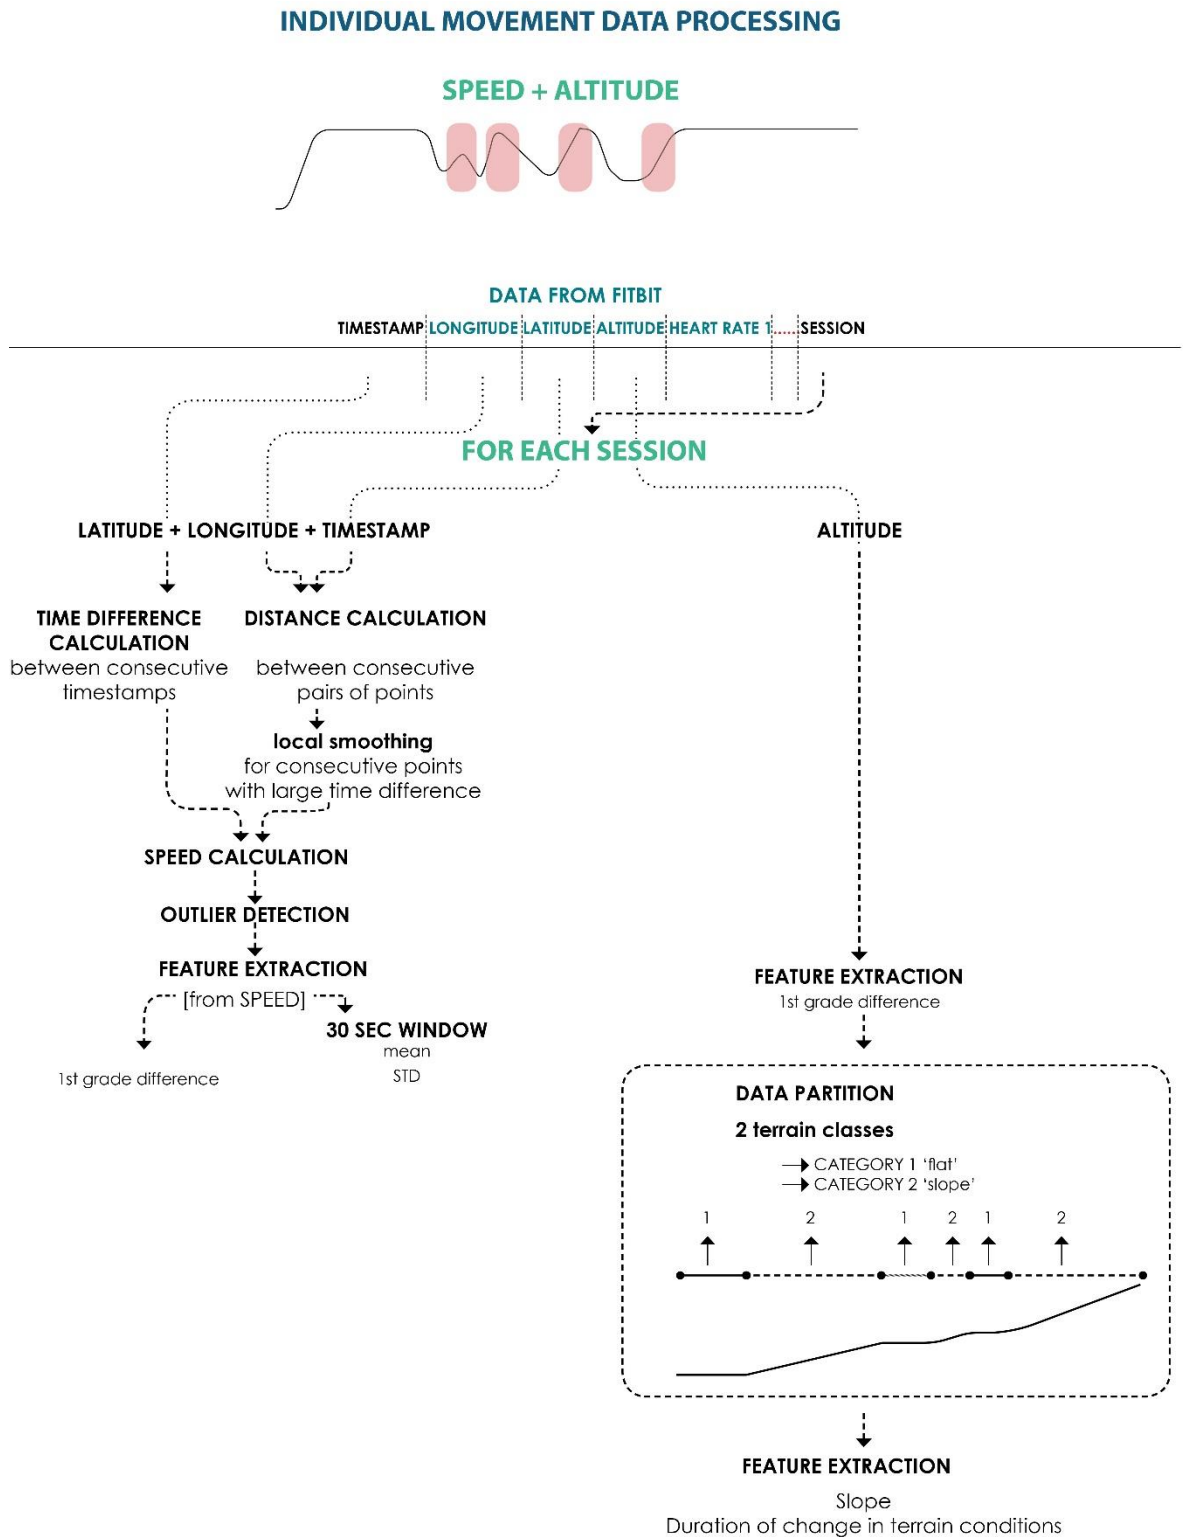 INDIVIDUAL MOVEMENT DATA PROCESSING
SPEED + ALTITUDE
DATA FROM FITBIT
TIMESTAMP LONGITUDE LATITUDE ALTITUDE HEART RATE 1 ...... SESSION
FOR EACH SESSION
LATITUDE + LONGITUDE + TIMESTAMP
ALTITUDE
TIME DIFFERENCE
CALCULATION
between consecutive
timestamps
DISTANCE CALCULATION
between consecutive
pairs of points
local smoothing
for consecutive points
with large time difference
SPEED CALCULATION
OUTLIER DETECTION
FEATURE EXTRACTION
[from SPEED]
30 SEC WINDOW
mean
STD
1st grade difference
FEATURE EXTRACTION
1st grade difference
DATA PARTITION
2 terrain classes
CATEGORY 1 ‘flat’
CATEGORY 2 ‘slope’
1 2 1 2 1 2
FEATURE EXTRACTION
Slope
Duration of change in terrain conditions